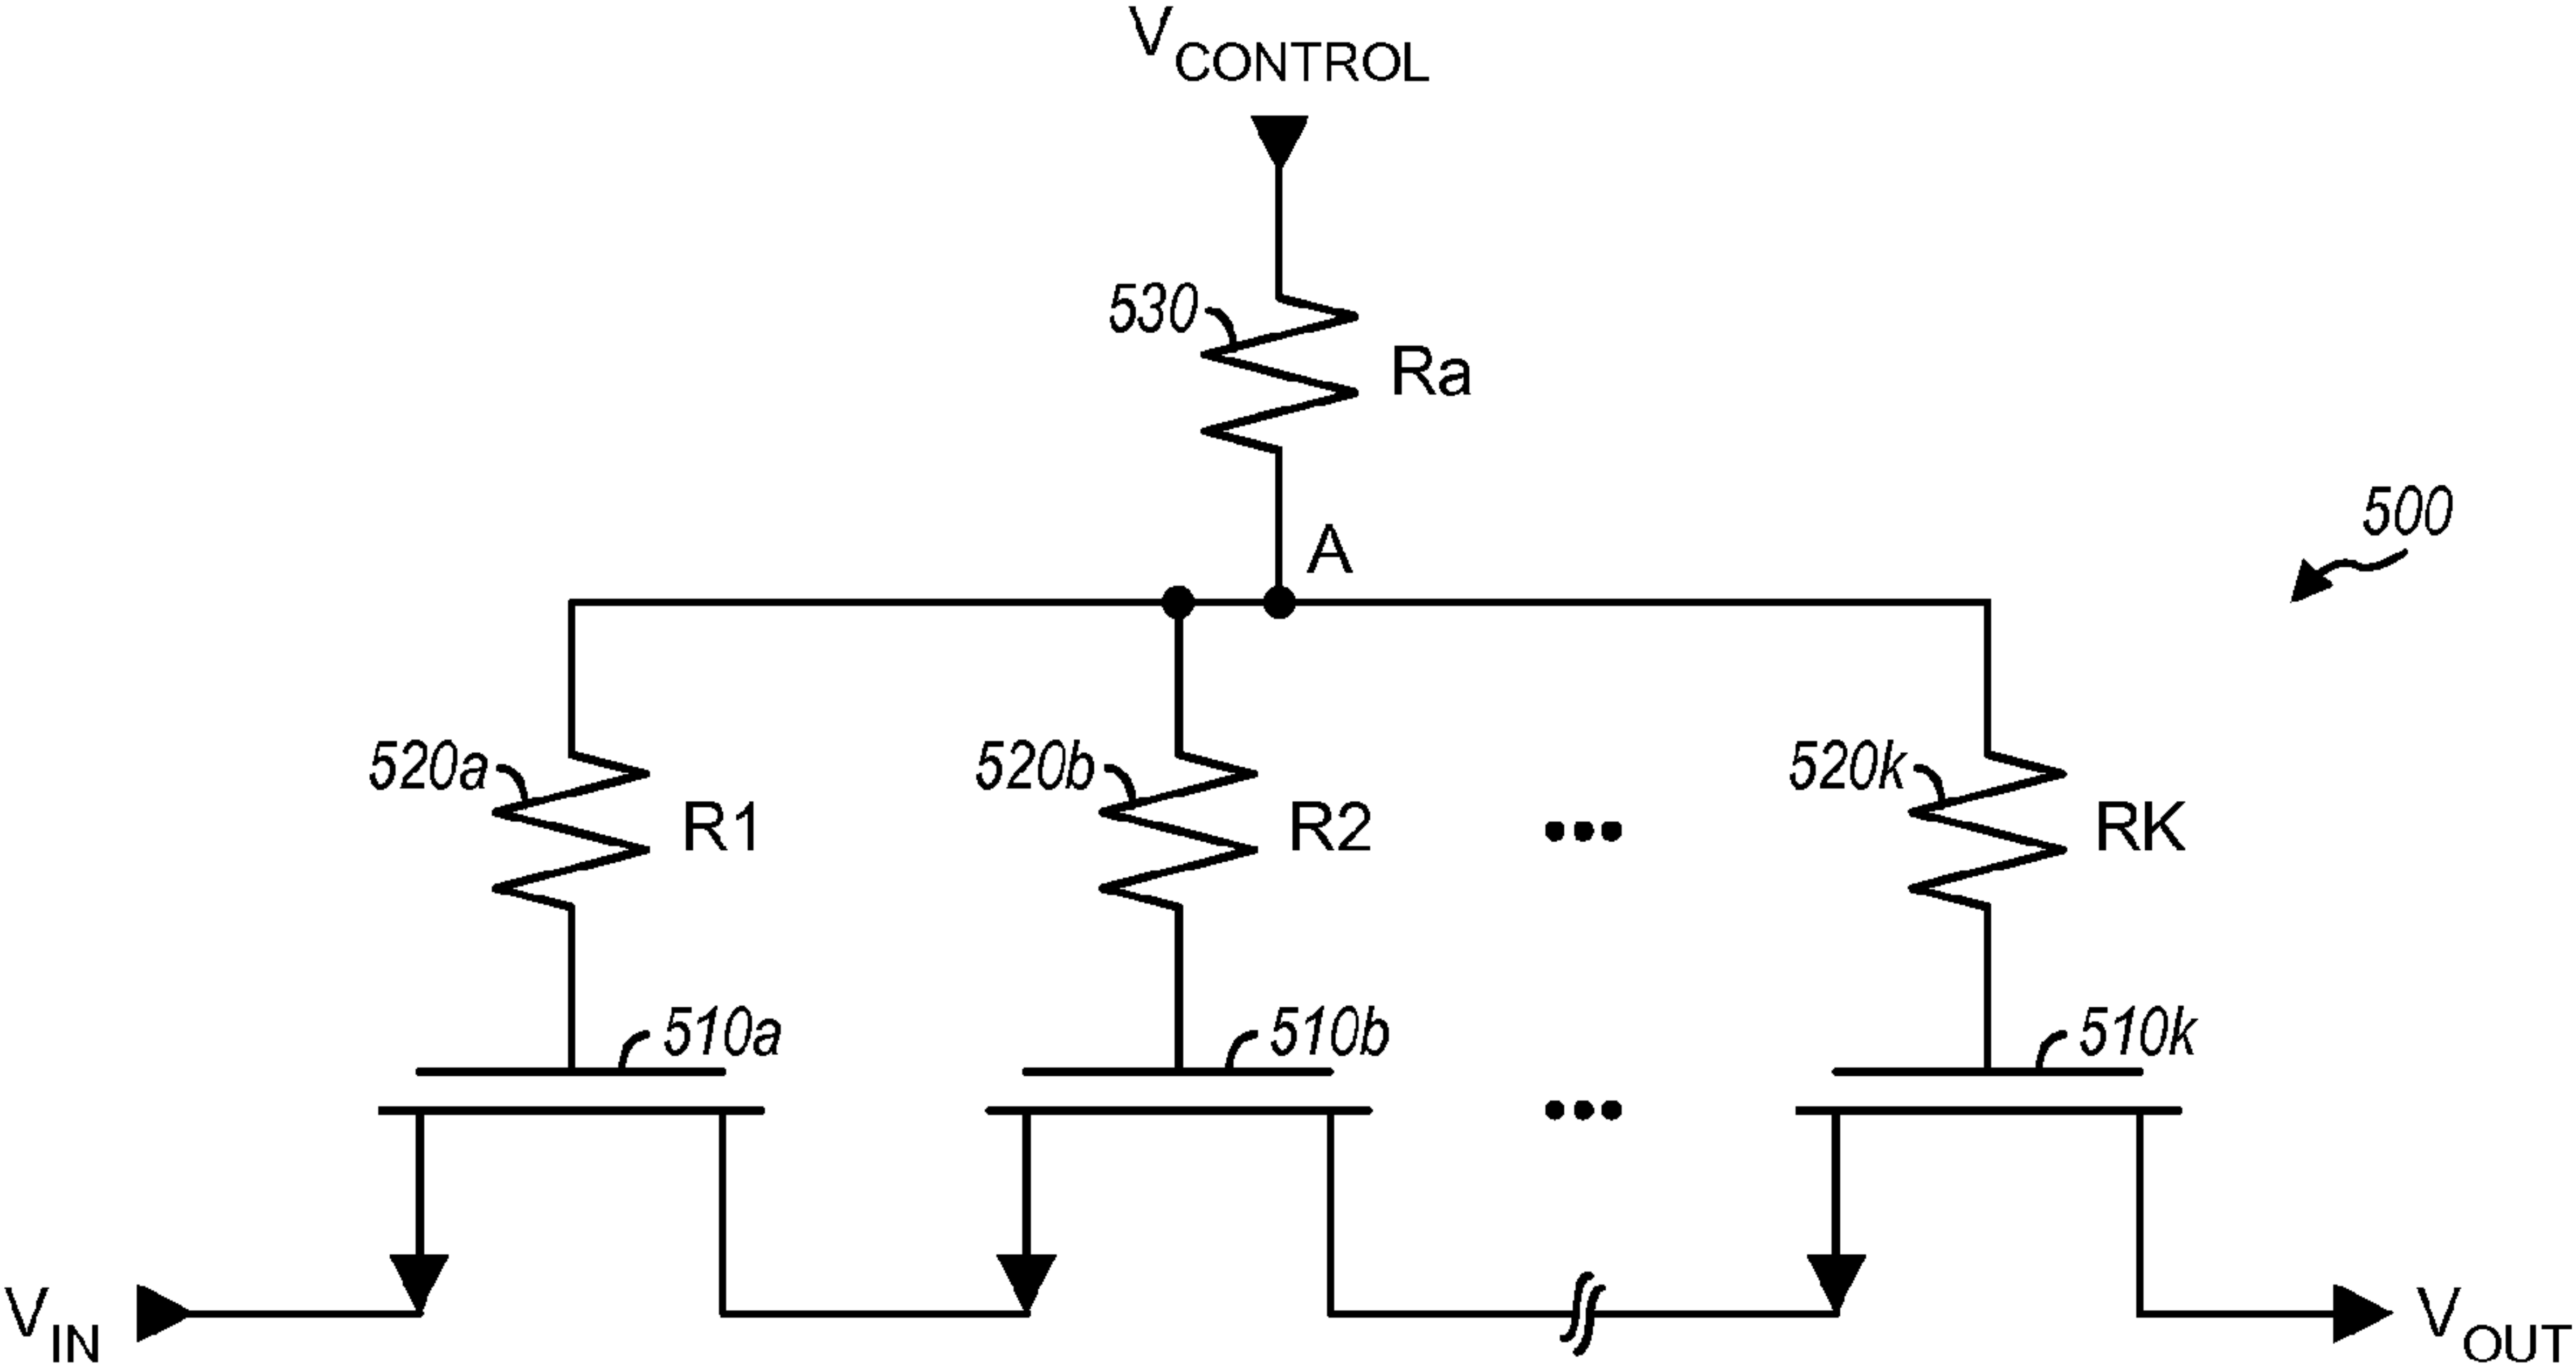 VCONTROL
530
Ra
A
500
520a
R1
520b
R2
...
520k
RK
510a
510b
...
510k
VIN
VOUT